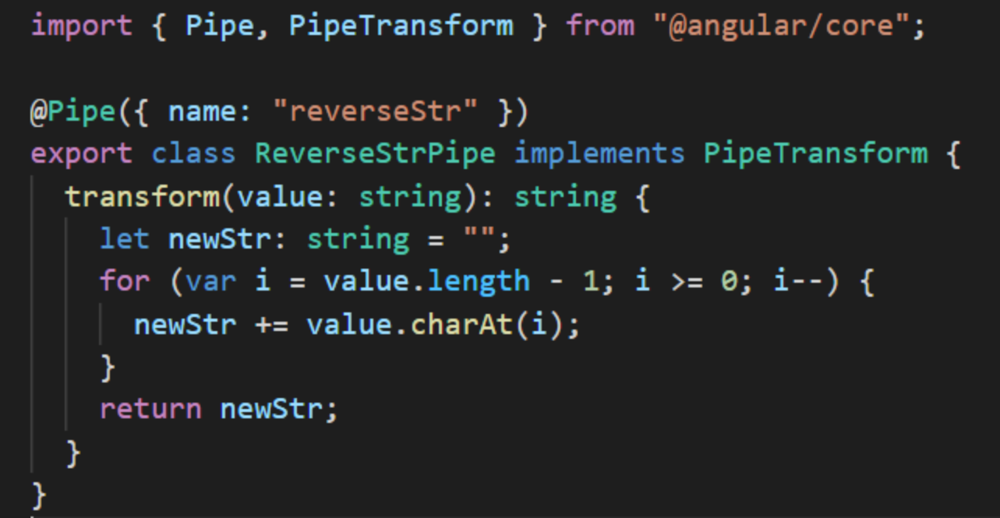 import { Pipe, PipeTransform } from "@angular/core";

@Pipe({ name: "reverseStr" })
export class ReverseStrPipe implements PipeTransform {
  transform(value: string): string {
    let newStr: string = "";
    for (var i = value.length - 1; i >= 0; i--) {
      newStr += value.charAt(i);
    }
    return newStr;
  }
}